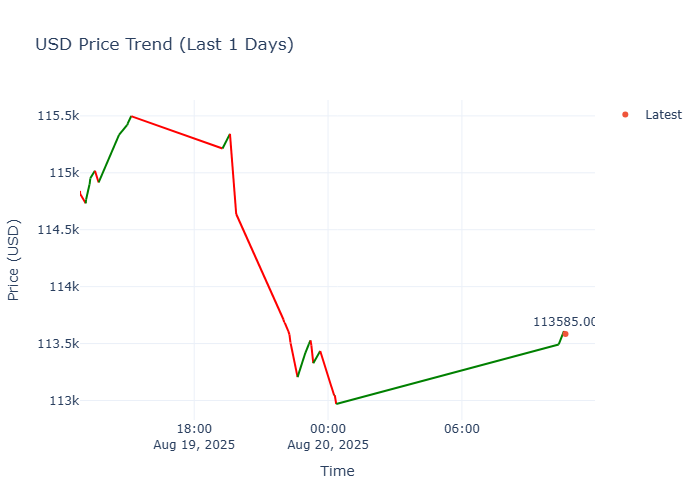 USD Price Trend (Last 1 Days)
Latest
115.5k
115k
114.5k
114k
113.5k
113k
113585.00
18:00
Aug 19, 2025
00:00
Aug 20, 2025
06:00
Time
Price (USD)